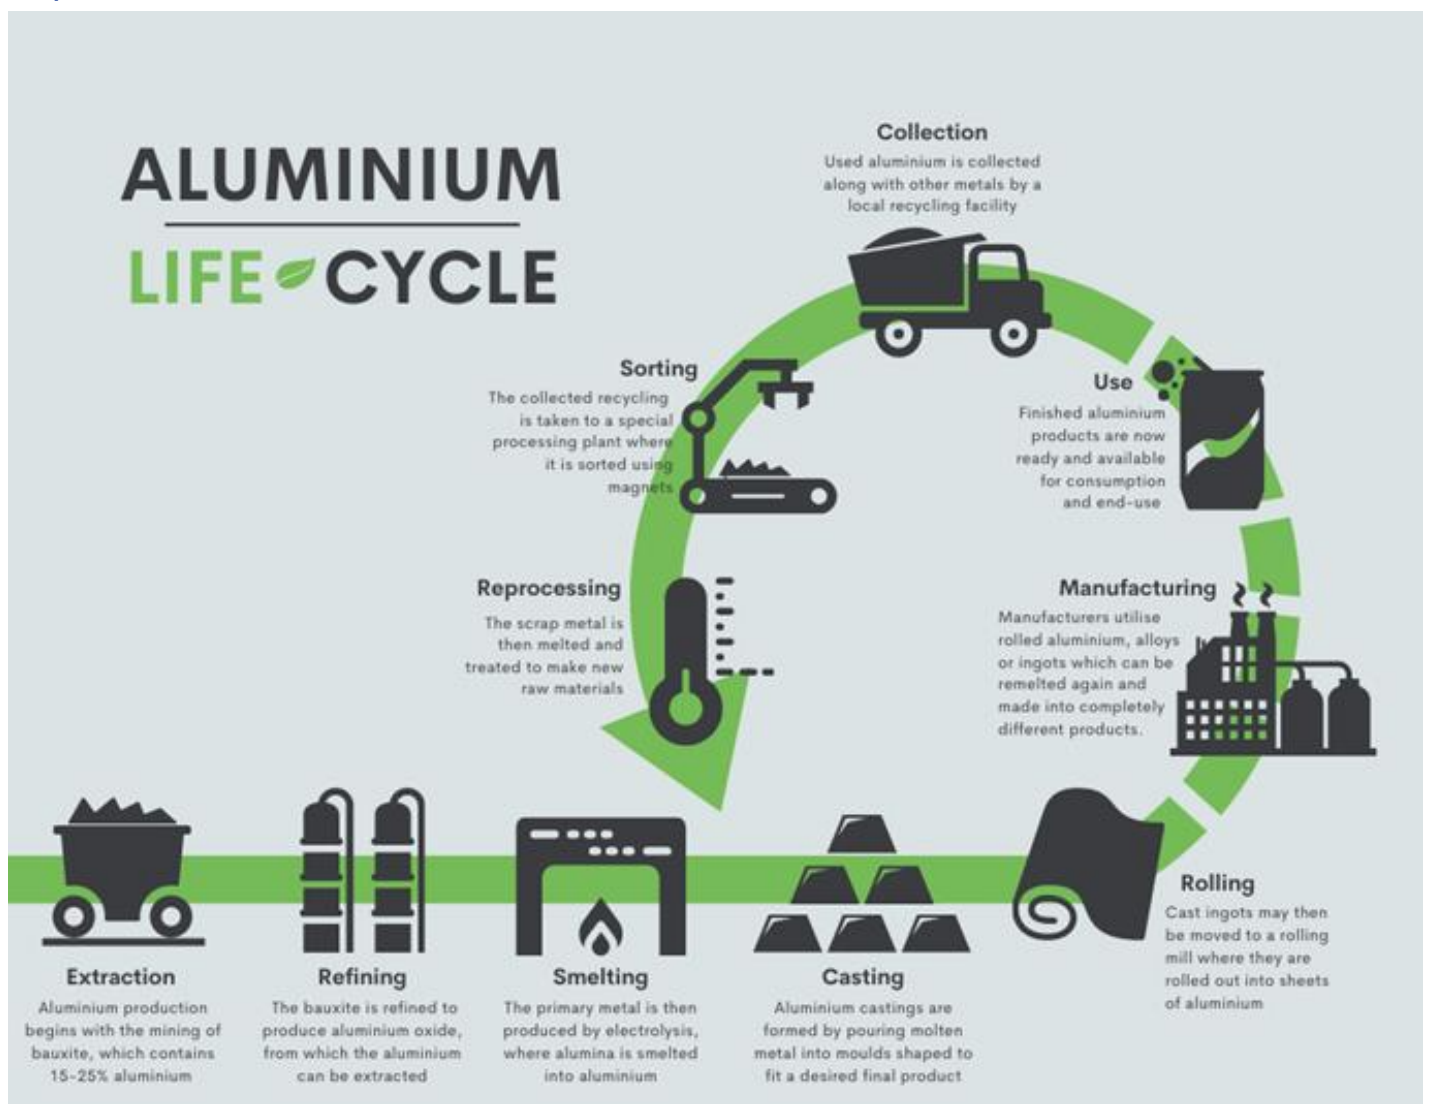 ALUMINIUM
LIFE CYCLE
Collection
Used aluminium is collected
along with other metals by a
local recycling facility
Sorting
The collected recycling
is taken to a special
processing plant where
it is sorted using
magnets
Use
Finished aluminium
products are now
ready and available
for consumption
and end-use
Reprocessing
The scrap metal is
then melted and
treated to make new
raw materials
Manufacturing
Manufacturers utilise
rolled aluminium, alloys
or ingots which can be
remelted again and
made into completely
different products.
Rolling
Cast ingots may then
be moved to a rolling
mill where they are
rolled out into sheets
of aluminium
Extraction
Aluminium production
begins with the mining of
bauxite, which contains
15-25% aluminium
Refining
The bauxite is refined to
produce aluminium oxide,
from which the aluminium
can be extracted
Smelting
The primary metal is then
produced by electrolysis,
where alumina is smelted
into aluminium
Casting
Aluminium castings are
formed by pouring molten
metal into moulds shaped to
fit a desired final product